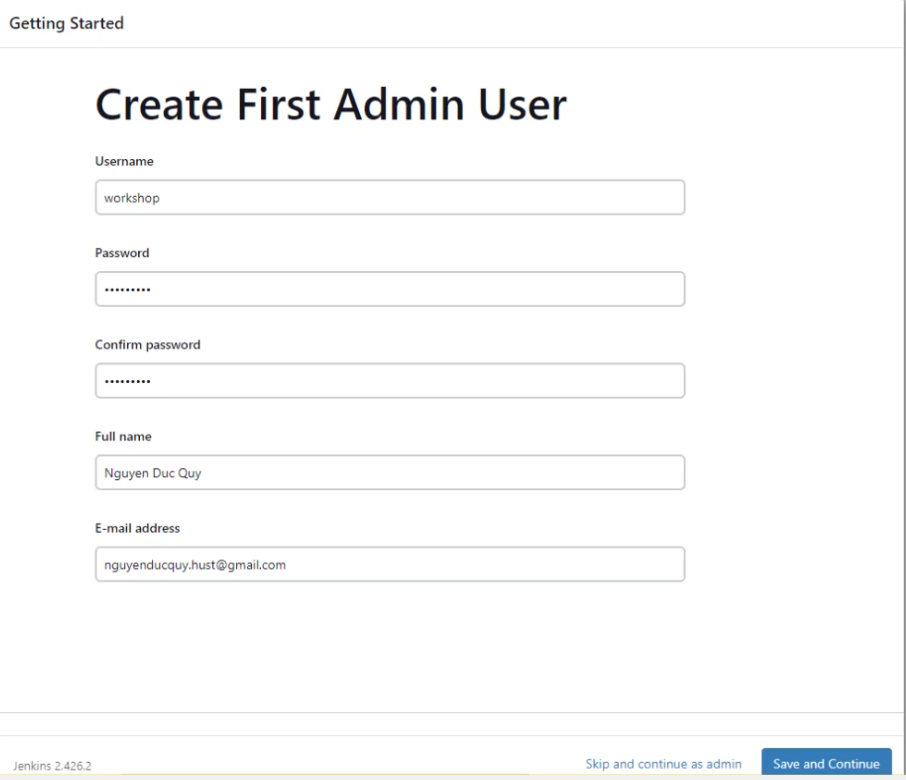 Getting Started
Create First Admin User
Username
workshop
Password
•••••••••
Confirm password
•••••••••
Full name
Nguyen Duc Quy
E-mail address
nguyenducquy.hust@gmail.com
Jenkins 2.426.2
Skip and continue as admin
Save and Continue